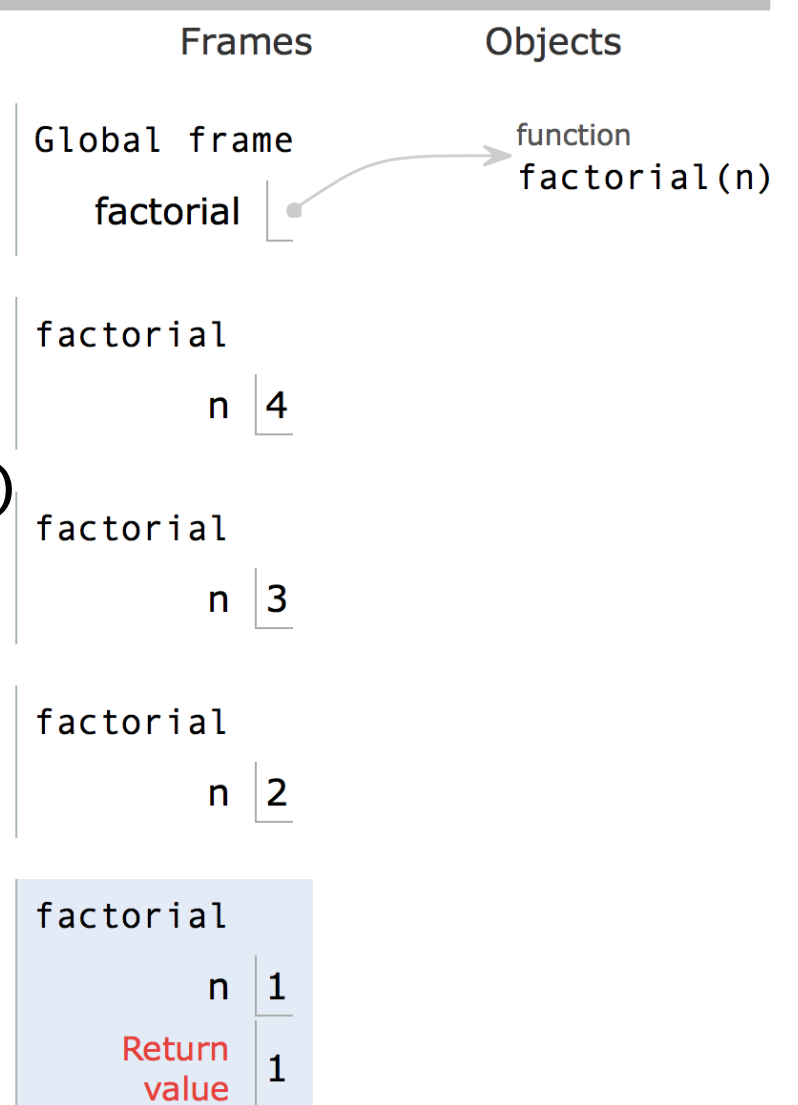 Frames Objects
Global frame
function
factorial(n)
factorial
factorial
n 4
)
factorial
n 3
factorial
n 2
factorial
n 1
Return
value 1